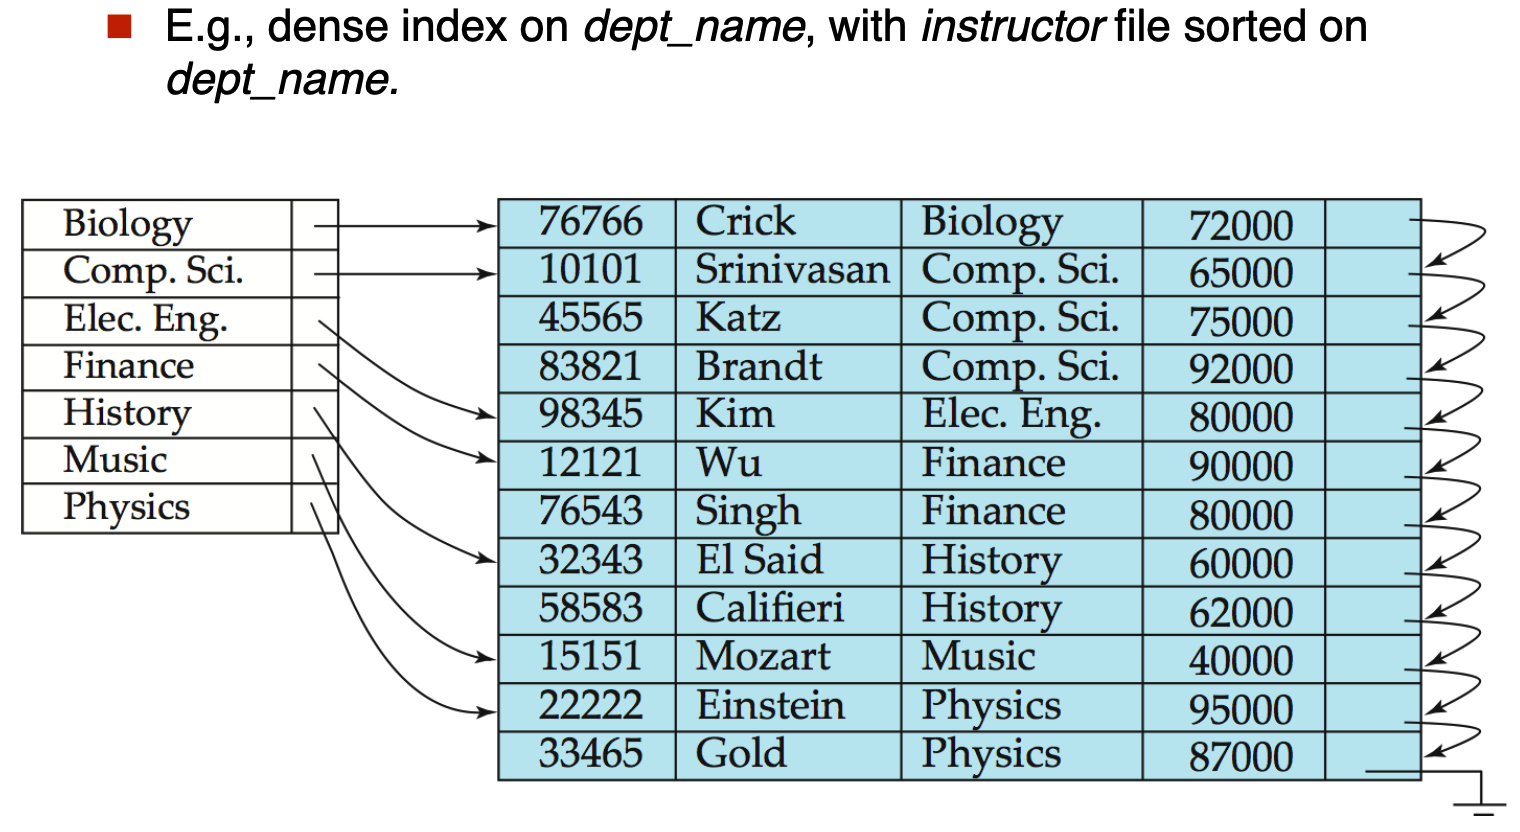 E.g., dense index on dept_name, with instructor file sorted on
dept_name.
Biology
Comp. Sci.
Elec. Eng.
Finance
History
Music
Physics
76766 Crick Biology 72000
10101 Srinivasan Comp. Sci. 65000
45565 Katz Comp. Sci. 75000
83821 Brandt Comp. Sci. 92000
98345 Kim Elec. Eng. 80000
12121 Wu Finance 90000
76543 Singh Finance 80000
32343 El Said History 60000
58583 Califieri History 62000
15151 Mozart Music 40000
22222 Einstein Physics 95000
33465 Gold Physics 87000